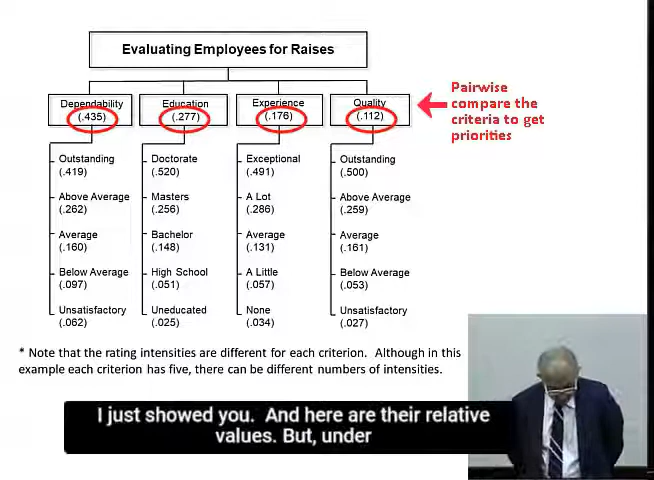 Evaluating Employees for Raises
Dependability
(.435)
Education
(.277)
Experience
(.176)
Quality
(.112)
Pairwise
compare the
criteria to get
priorities
Outstanding
(.419)
Above Average
(.262)
Average
(.160)
Below Average
(.097)
Unsatisfactory
(.062)
Doctorate
(.520)
Masters
(.256)
Bachelor
(.148)
High School
(.051)
Uneducated
(.025)
Exceptional
(.491)
A Lot
(.286)
Average
(.131)
A Little
(.057)
None
(.034)
Outstanding
(.500)
Above Average
(.259)
Average
(.161)
Below Average
(.053)
Unsatisfactory
(.027)
* Note that the rating intensities are different for each criterion.  Although in this
example each criterion has five, there can be different numbers of intensities.
I just showed you.  And here are their relative
values. But, under